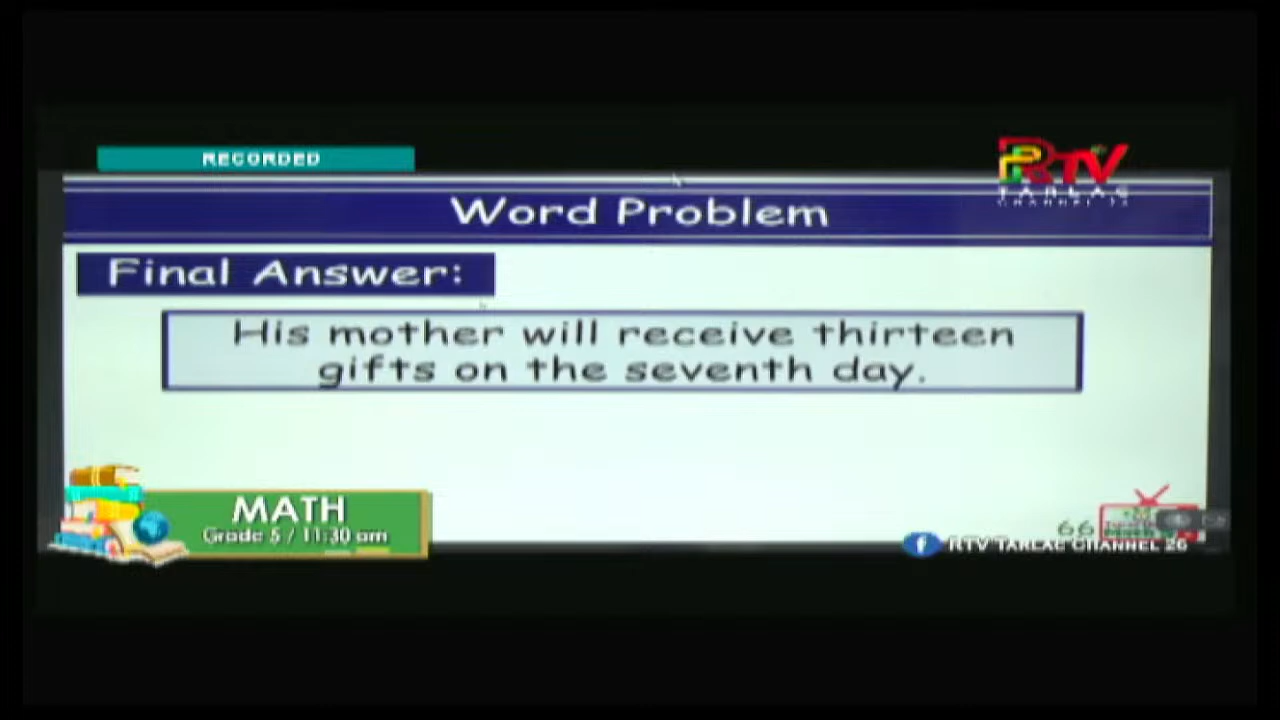 RECORDED
RTV
TARLAC
Word Problem
Final Answer:
His mother will receive thirteen
gifts on the seventh day.
MATH
Grade 5 / 11:30 am
66
f RTV TARLAC CHANNEL 26